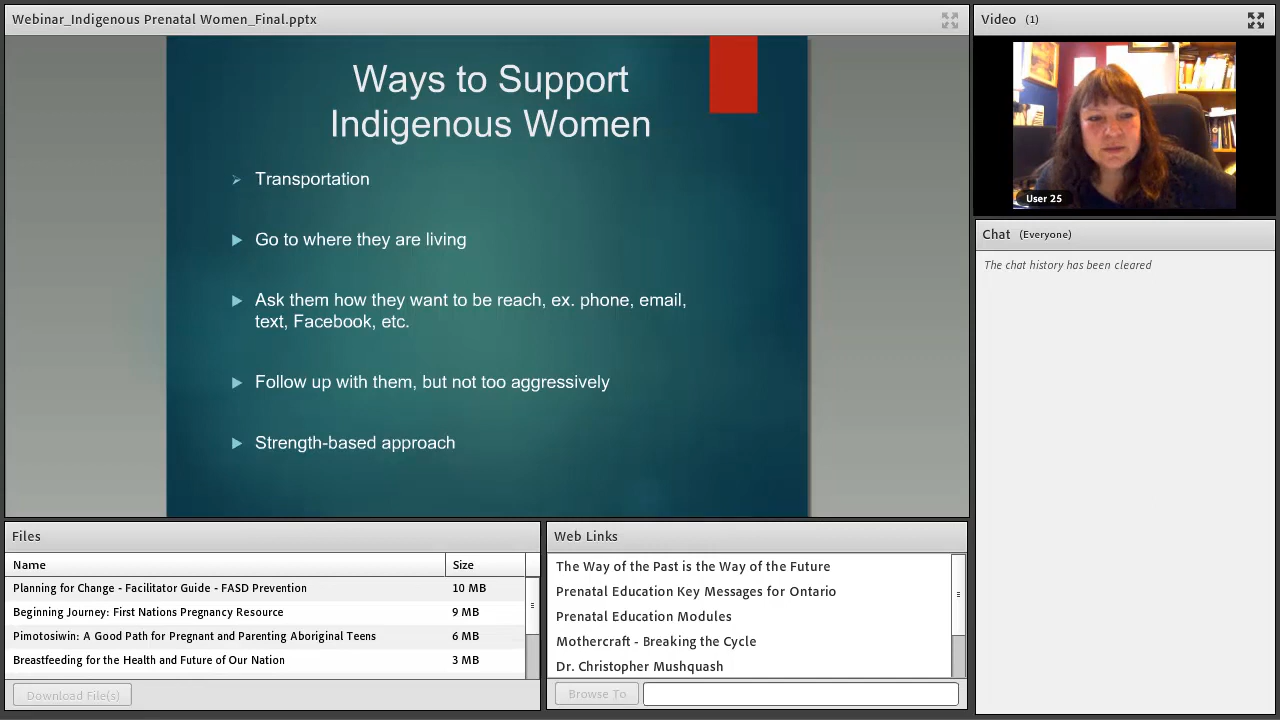 Webinar_Indigenous Prenatal Women_Final.pptx
Ways to Support
Indigenous Women
Transportation
Go to where they are living
Ask them how they want to be reach, ex. phone, email,
text, Facebook, etc.
Follow up with them, but not too aggressively
Strength-based approach
Video (1)
User 25
Chat (Everyone)
The chat history has been cleared
Files
Name Size
Planning for Change - Facilitator Guide - FASD Prevention 10 MB
Beginning Journey: First Nations Pregnancy Resource 9 MB
Pimotosiwin: A Good Path for Pregnant and Parenting Aboriginal Teens 6 MB
Breastfeeding for the Health and Future of Our Nation 3 MB
Download File(s)
Web Links
The Way of the Past is the Way of the Future
Prenatal Education Key Messages for Ontario
Prenatal Education Modules
Mothercraft - Breaking the Cycle
Dr. Christopher Mushquash
Browse To